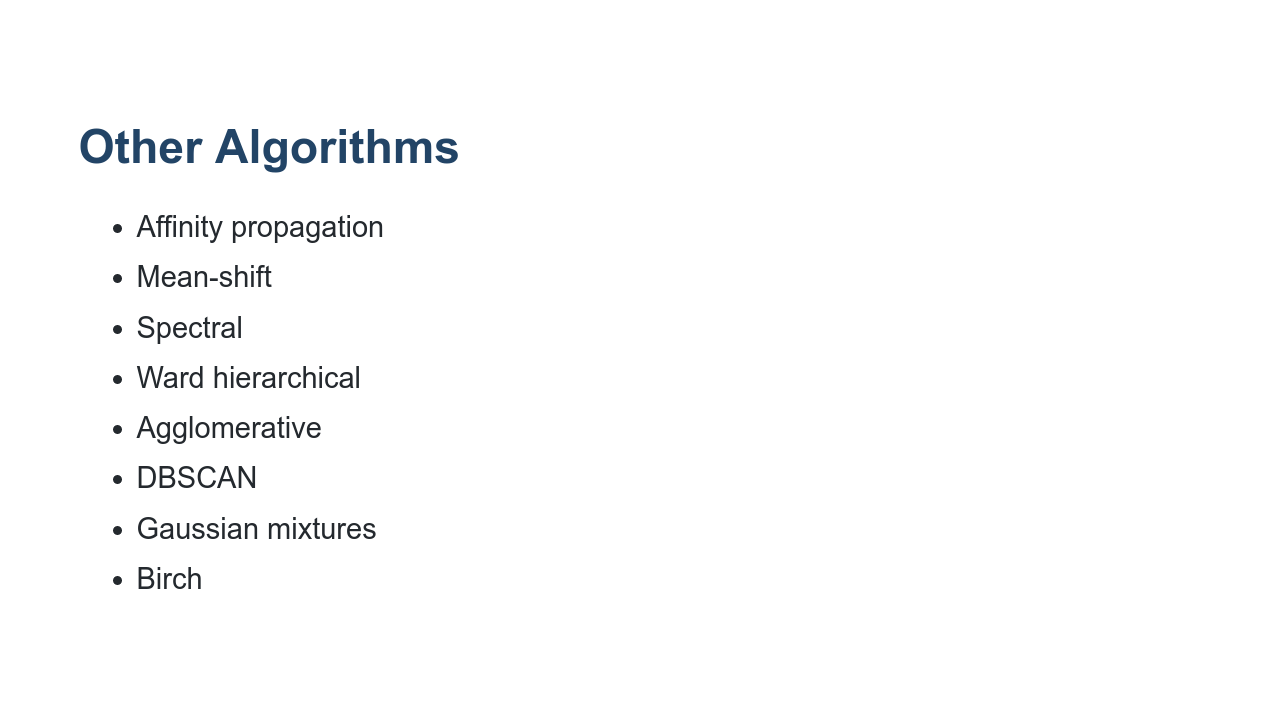 Other Algorithms
• Affinity propagation
• Mean-shift
• Spectral
• Ward hierarchical
• Agglomerative
• DBSCAN
• Gaussian mixtures
• Birch